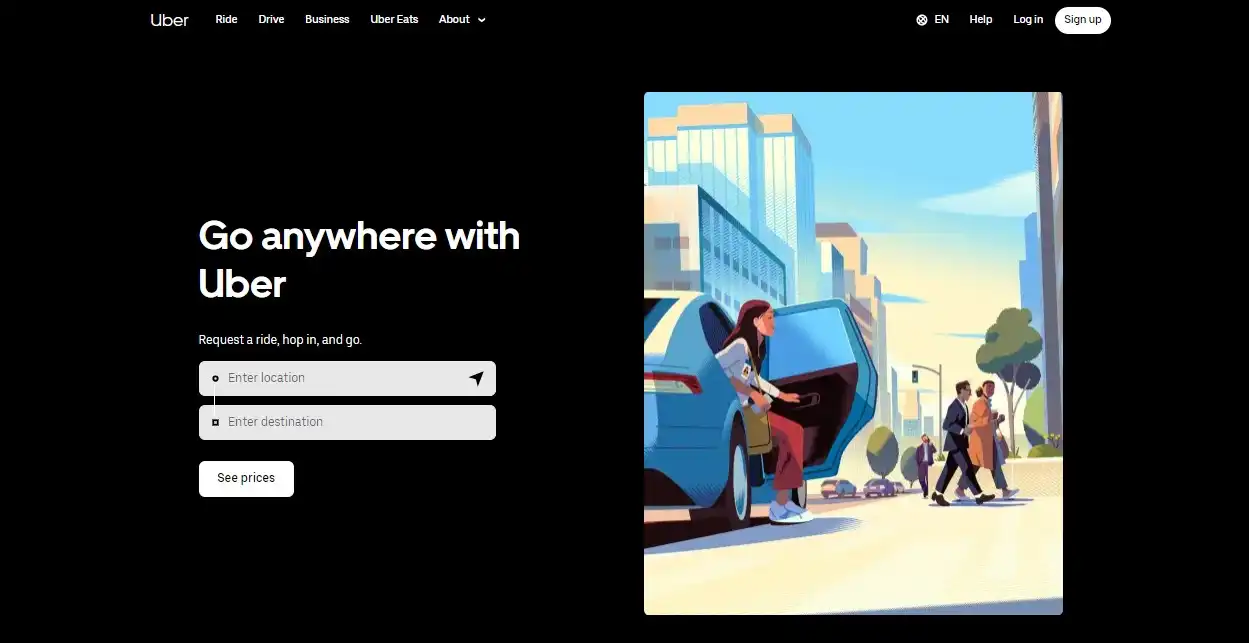 Uber Ride Drive Business Uber Eats About EN Help Log in Sign up
Go anywhere with
Uber
Request a ride, hop in, and go.
Enter location
Enter destination
See prices